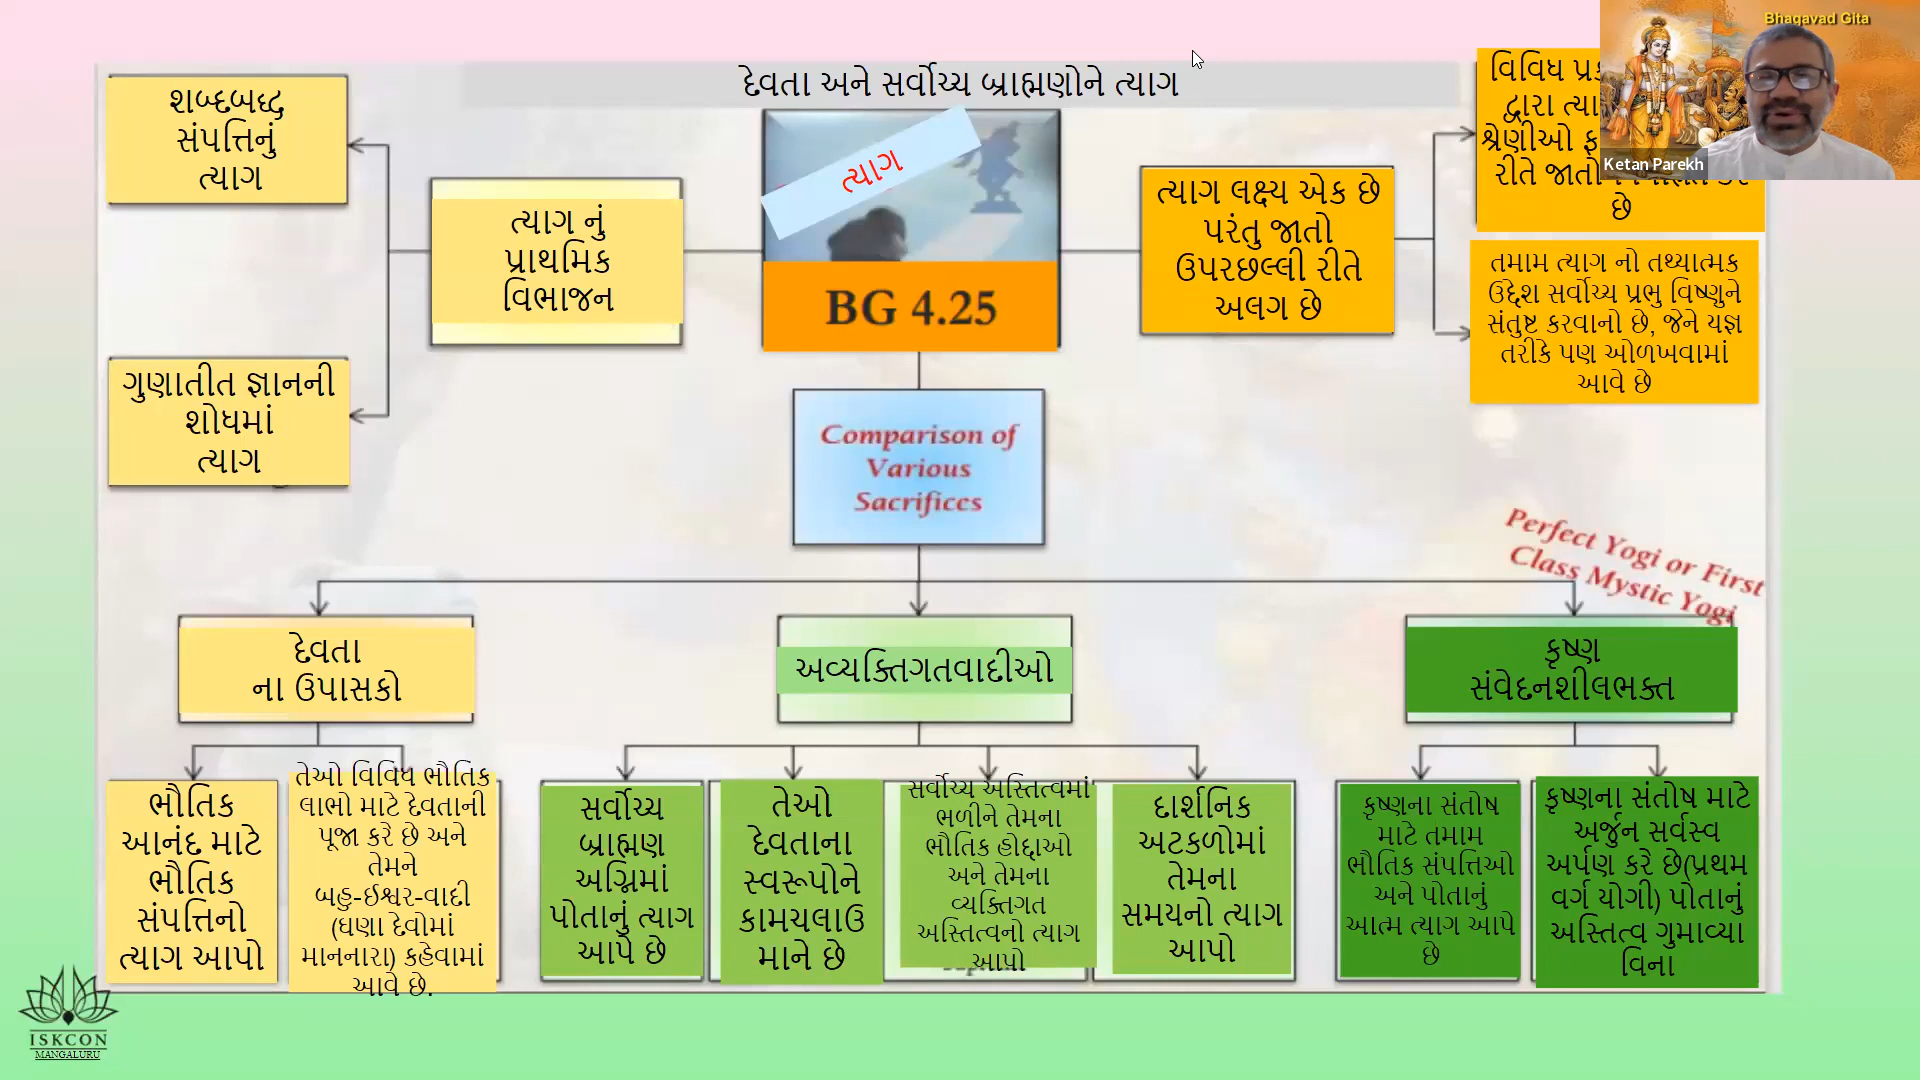 દેવતા અને સર્વોચ્ચ બ્રાહ્મણોને ત્યાગ
શબ્દબદ્ધ
સંપત્તિનું
ત્યાગ
ત્યાગ નું
પ્રાથમિક
વિભાજન
ગુણાતીત જ્ઞાનની
શોધમાં
ત્યાગ
ત્યાગ
BG 4.25
ત્યાગ લક્ષ્ય એક છે
પરંતુ જાતો
ઉપરછલ્લી રીતે
અલગ છે
વિવિધ
દ્વારા
શ્રેણીઓ
રીતે
છે
Bhagavad Gita
Ketan Parekh
તમામ ત્યાગ નો તથ્યાત્મક
ઉદ્દેશ સર્વોચ્ચ પ્રભુ વિષ્ણુને
સંતુષ્ટ કરવાનો છે, જેને યજ્ઞ
તરીકે પણ ઓળખવામાં
આવે છે
Comparison of
Various
Sacrifices
Perfect Yogi or First
Class Mystic Yogi
દેવતા
ના ઉપાસકો
અવ્યક્તિગતવાદીઓ
કૃષ્ણ
સંવેદનશીલભક્ત
ભૌતિક
આનંદ માટે
ભૌતિક
સંપત્તિનો
ત્યાગ આપો
તેઓ વિવિધ ભૌતિક
લાભો માટે દેવતાની
પૂજા કરે છે અને
તેમને
બહુ-ઈશ્વર-વાદી
(ઘણા દેવોમાં
માનનારા) કહેવામાં
આવે છે.
સર્વોચ્ચ
બ્રાહ્મણ
અગ્નિમાં
પોતાનું ત્યાગ
આપે છે
તેઓ
દેવતાના
સ્વરૂપોને
કામચલાઉ
માને છે
સર્વોચ્ચ અસ્તિત્વમાં
ભળીને તેમના
ભૌતિક હોદ્દાઓ
અને તેમના
વ્યક્તિગત
અસ્તિત્વનો ત્યાગ
આપો
દાર્શનિક
અટકળોમાં
તેમના
સમયનો ત્યાગ
આપો
કૃષ્ણના સંતોષ
માટે તમામ
ભૌતિક સંપત્તિઓ
અને પોતાનું
આત્મ ત્યાગ આપે
છે
કૃષ્ણના સંતોષ માટે
અર્જુન સર્વસ્વ
અર્પણ કરે છે(પ્રથમ
વર્ગ યોગી) પોતાનું
અસ્તિત્વ ગુમાવ્યા
વિના
ISKCON
MANGALURU